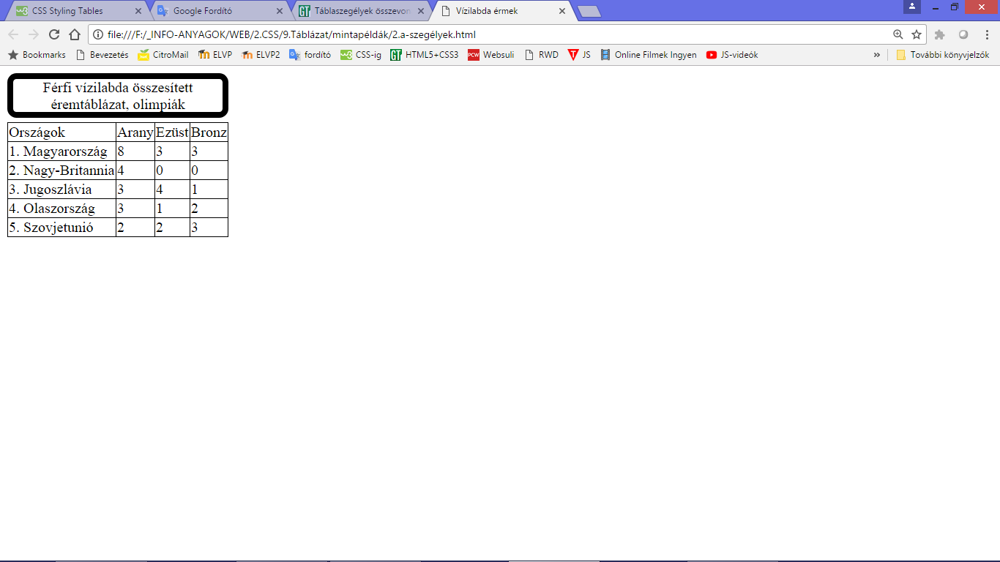 CSS Styling Tables
Google Fordító
Táblaszegélyek összevon
Vízilabda érmek
file:///F:/_INFO-ANYAGOK/WEB/2.CSS/9.Táblázat/mintapéldák/2.a-szegélyek.html
Bookmarks Bevezetés CitroMail ELVP ELVP2 fordító CSS-ig HTML5+CSS3 Websuli RWD JS Online Filmek Ingyen JS-videók » További könyvjelzők
Férfi vízilabda összesített
éremtáblázat, olimpiák
Országok Arany Ezüst Bronz
1. Magyarország 8 3 3
2. Nagy-Britannia 4 0 0
3. Jugoszlávia 3 4 1
4. Olaszország 3 1 2
5. Szovjetunió 2 2 3